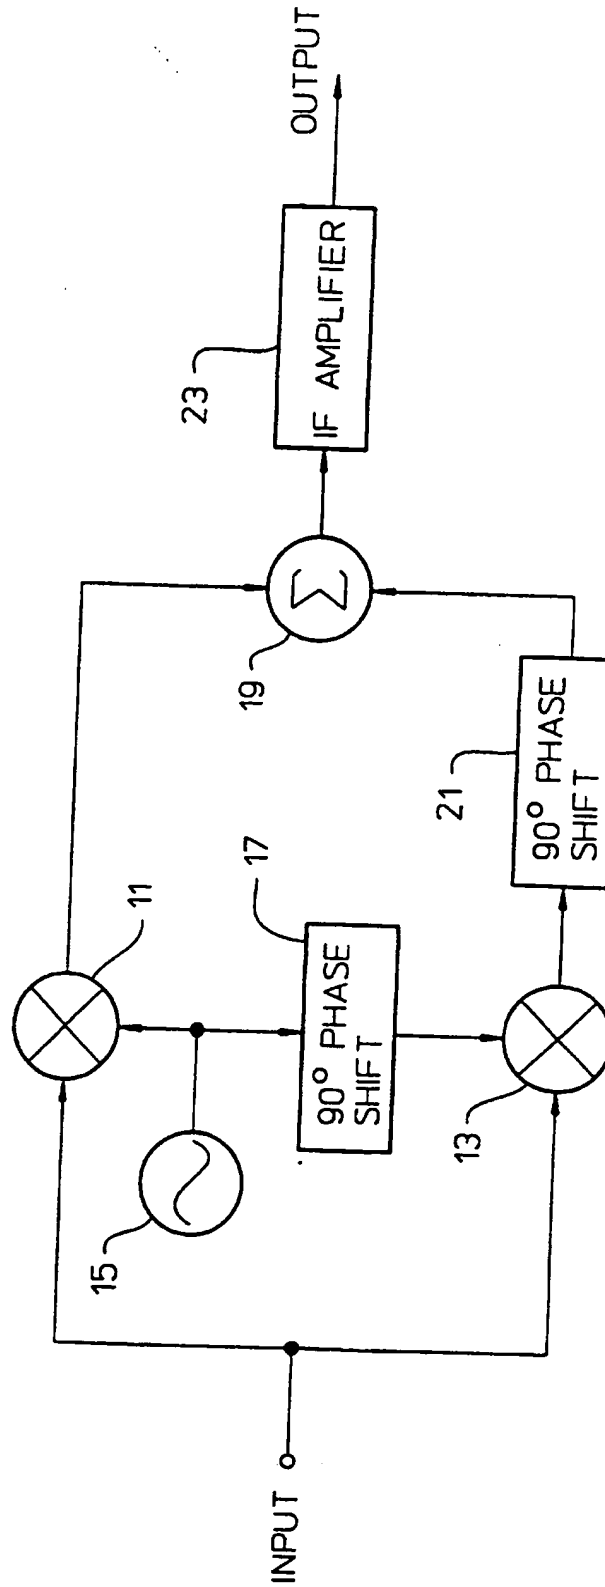 INPUT
15
11
17
90° PHASE
SHIFT
13
19
Σ
21
90° PHASE
SHIFT
23
IF AMPLIFIER
OUTPUT